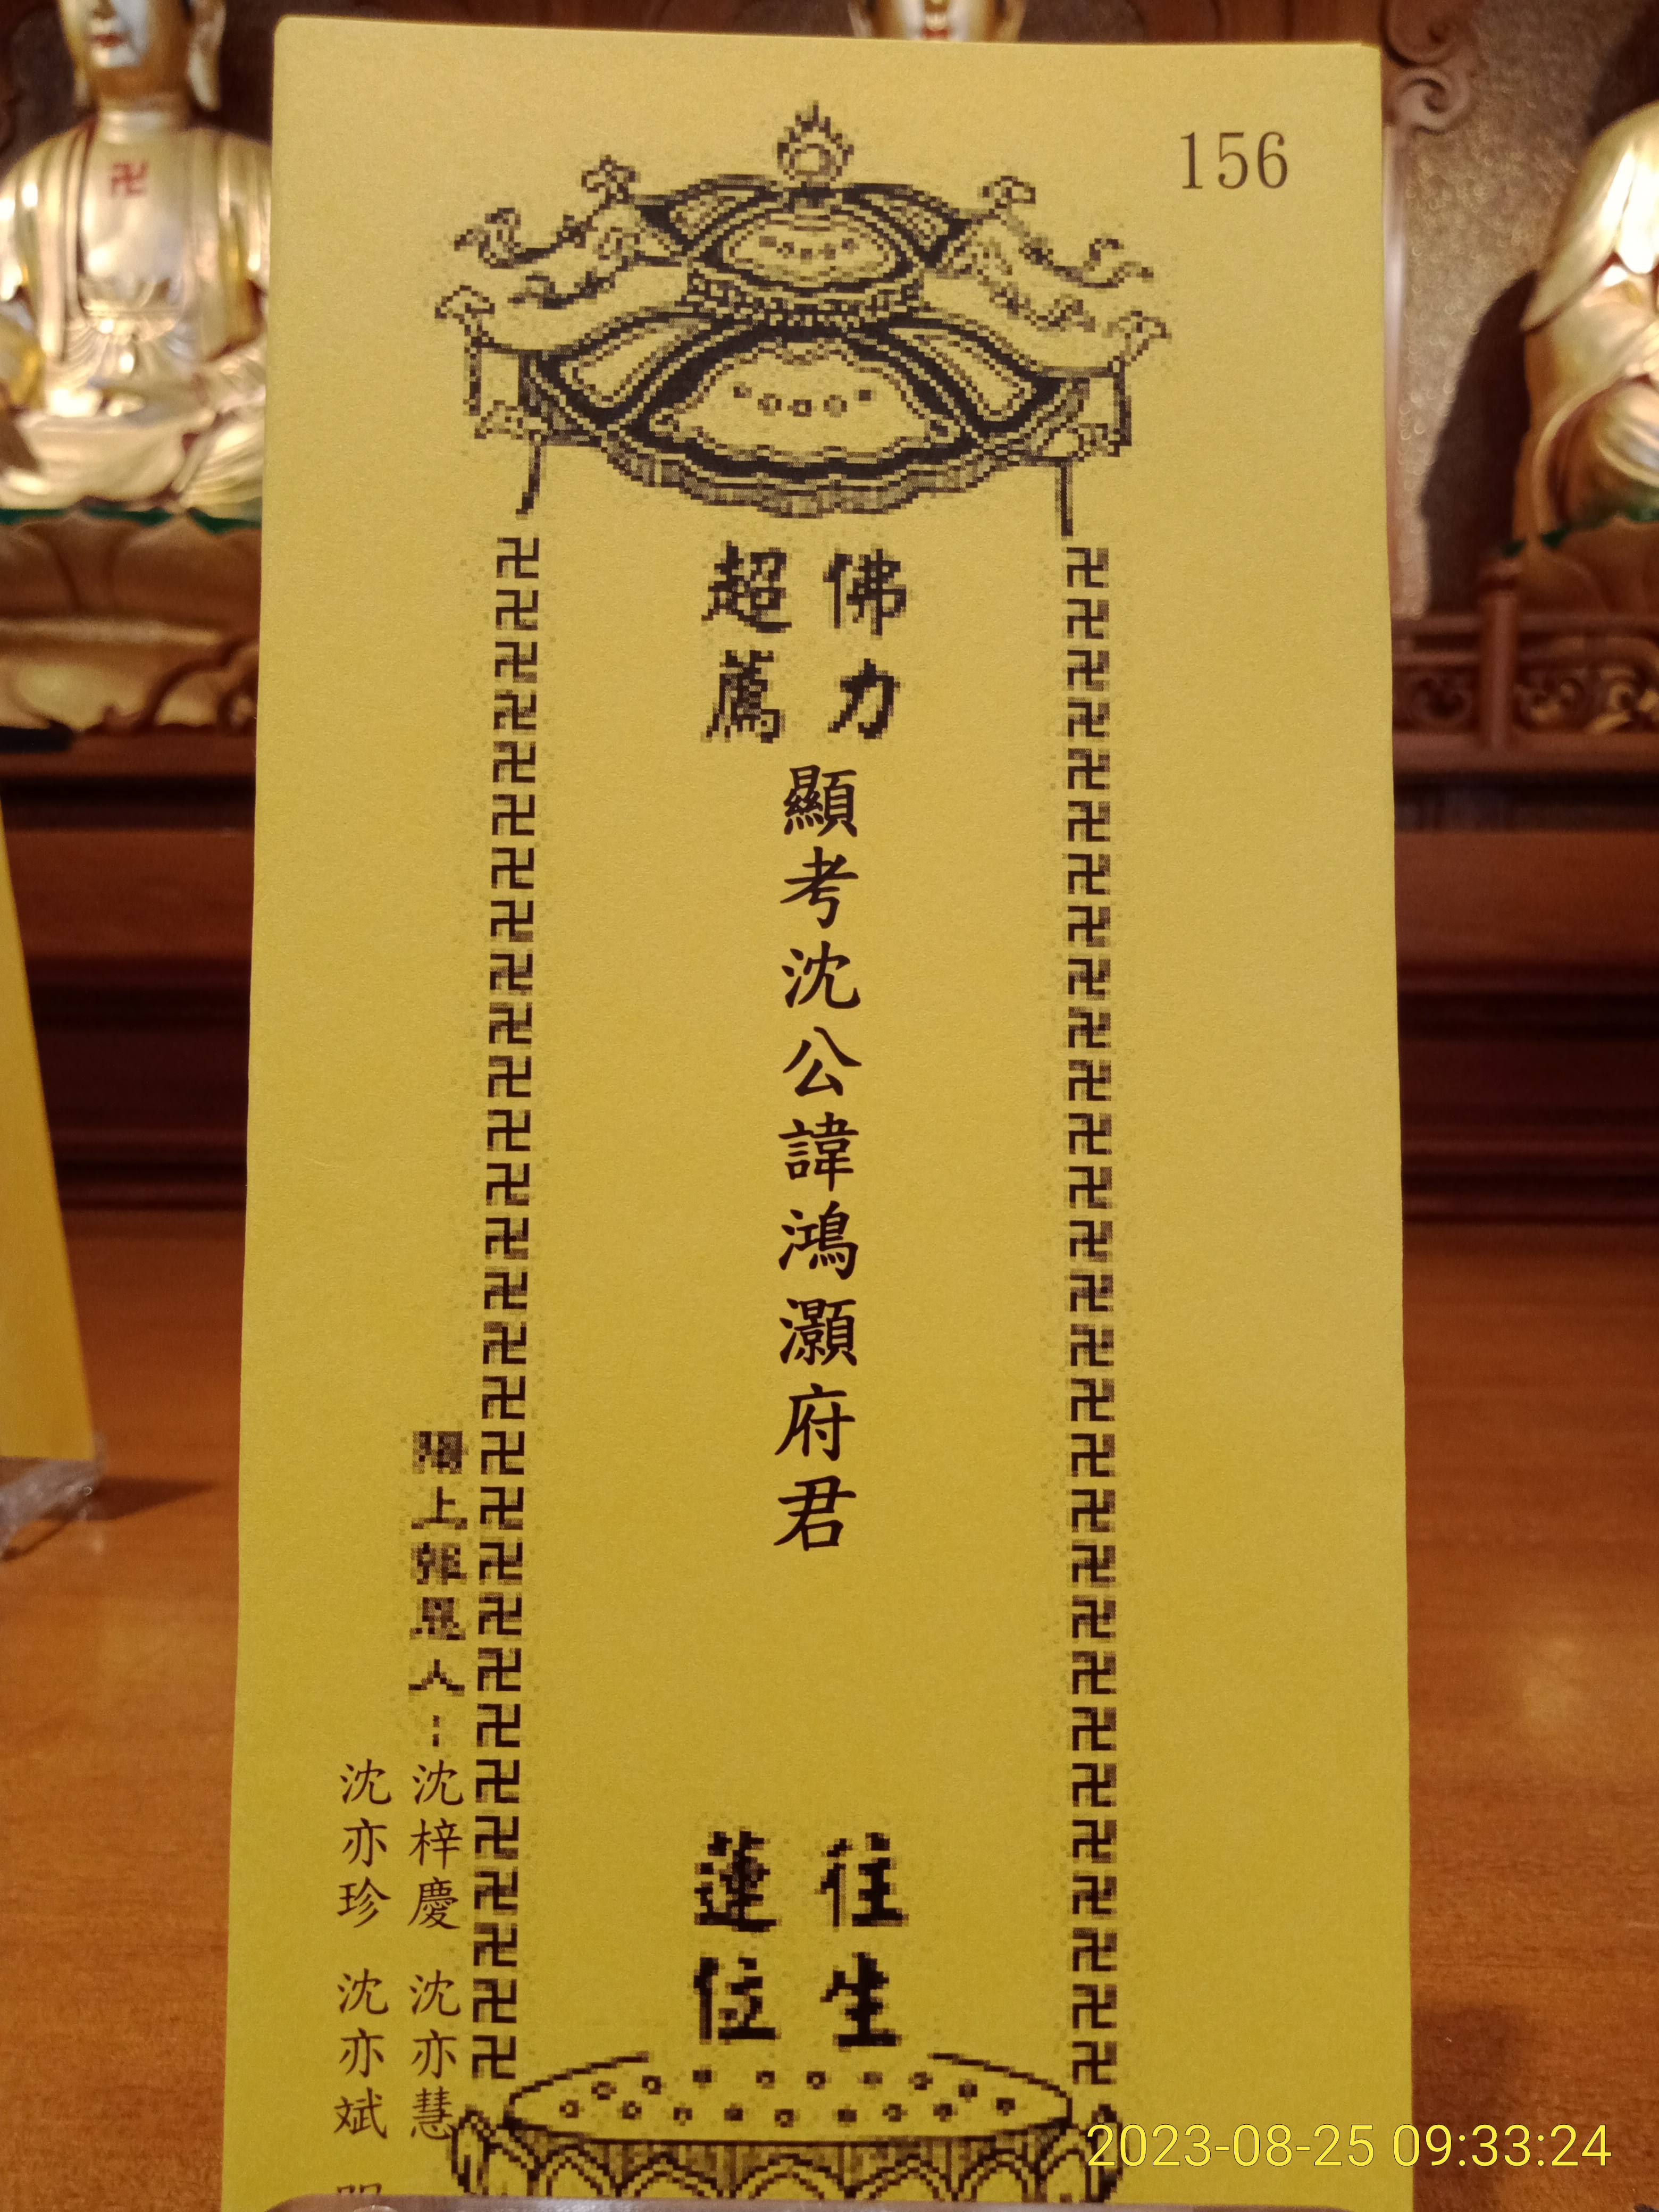 156
佛力
超薦
顯考沈公諱鴻灝府君
往生
蓮位
陽上報恩人：沈梓慶 沈亦慧
沈亦珍 沈亦斌
2023-08-25 09:33:24